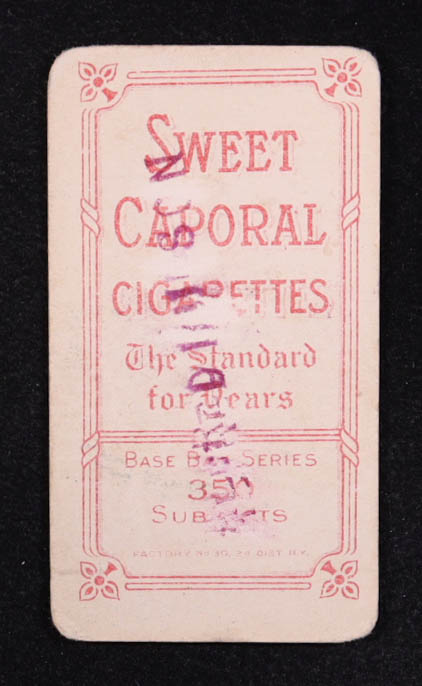 SWEET
CAPORAL
CIGARETTES
The Standard
for Years
BASE BALL SERIES
350
SUBJECTS
FACTORY No 30, 2d DIST. N.Y.